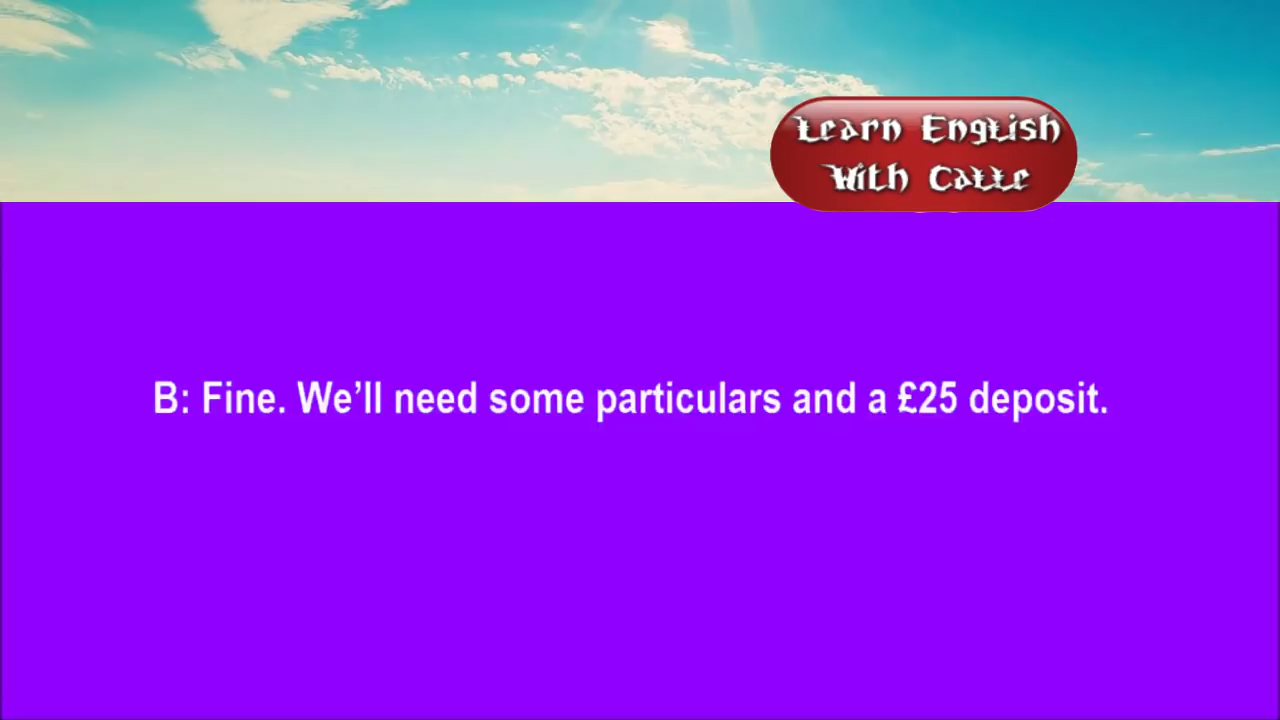 Learn English
With Catte
B: Fine. We’ll need some particulars and a £25 deposit.